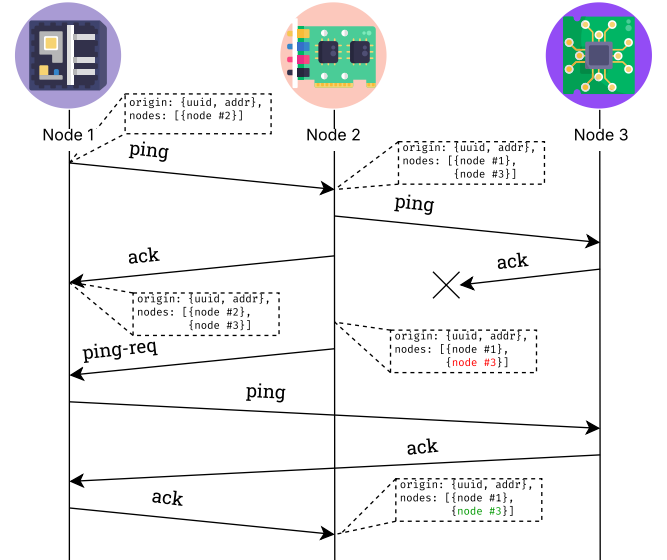 origin: {uuid, addr},
nodes: [{node #2}]
Node 1
Node 2
Node 3
ping
origin: {uuid, addr},
nodes: [{node #1},
{node #3}]
ping
ack
ack
origin: {uuid, addr},
nodes: [{node #2},
{node #3}]
origin: {uuid, addr},
nodes: [{node #1},
{node #3}]
ping-req
ping
ack
ack
origin: {uuid, addr},
nodes: [{node #1},
{node #3}]